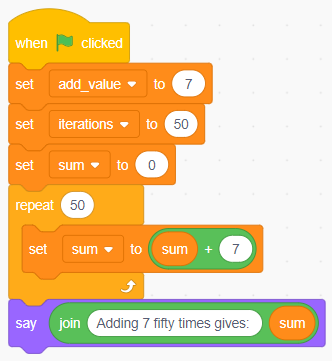 when clicked
set add_value to 7
set iterations to 50
set sum to 0
repeat 50
set sum to sum + 7
say join Adding 7 fifty times gives: sum